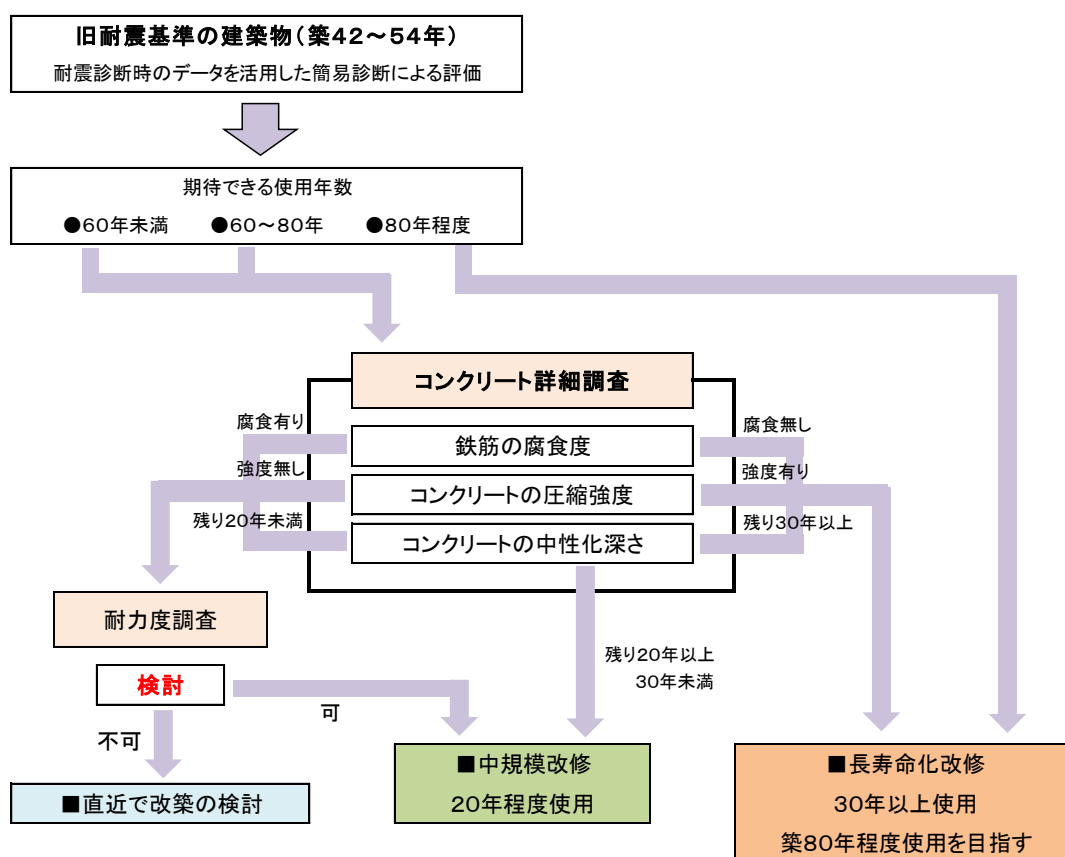 旧耐震基準の建築物（築42～54年）
耐震診断時のデータを活用した簡易診断による評価
期待できる使用年数
●60年未満 ●60～80年 ●80年程度
コンクリート詳細調査
腐食有り
腐食無し
鉄筋の腐食度
強度無し
強度有り
コンクリートの圧縮強度
残り20年未満
残り30年以上
コンクリートの中性化深さ
耐力度調査
残り20年以上
30年未満
検討
可
不可
■直近で改築の検討
■中規模改修
20年程度使用
■長寿命化改修
30年以上使用
築80年程度使用を目指す